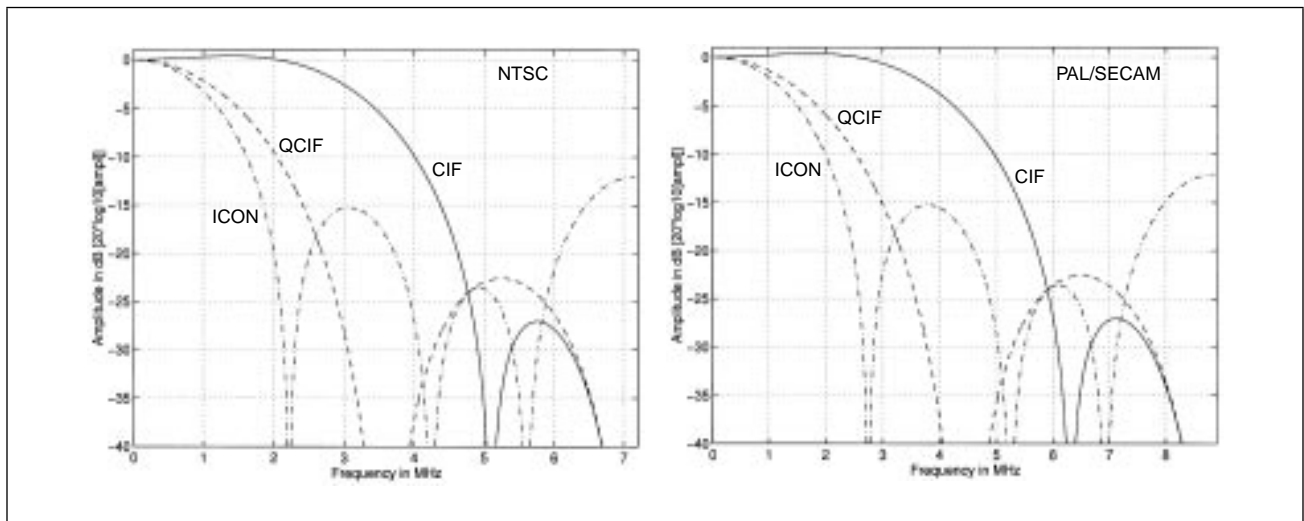 NTSC
QCIF
CIF
ICON
Amplitude in dB [20*log10[ampl]]
0
−5
−10
−15
−20
−25
−30
−35
−40
0 1 2 3 4 5 6 7
Frequency in MHz
PAL/SECAM
QCIF
ICON
CIF
Amplitude in dB [20*log10[ampl]]
0
−5
−10
−15
−20
−25
−30
−35
−40
0 1 2 3 4 5 6 7 8
Frequency in MHz